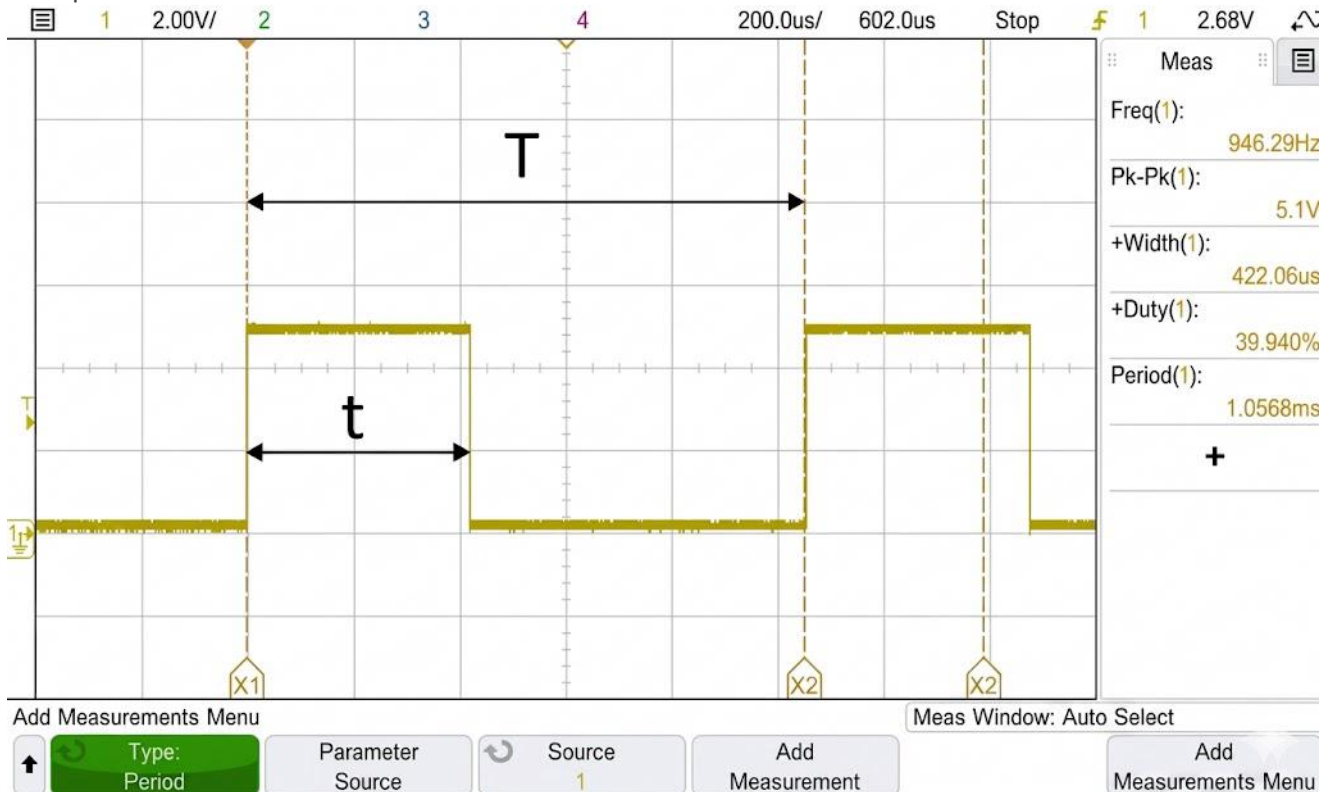 1 2.00V/ 2 3 4 200.0us/ 602.0us Stop 1 2.68V
Meas
Freq(1):
946.29Hz
Pk-Pk(1):
5.1V
+Width(1):
422.06us
+Duty(1):
39.940%
Period(1):
1.0568ms
+
T
t
T
1
X1 X2 X2
Add Measurements Menu
Meas Window: Auto Select
Type:
Period
Parameter
Source
Source
1
Add
Measurement
Add
Measurements Menu